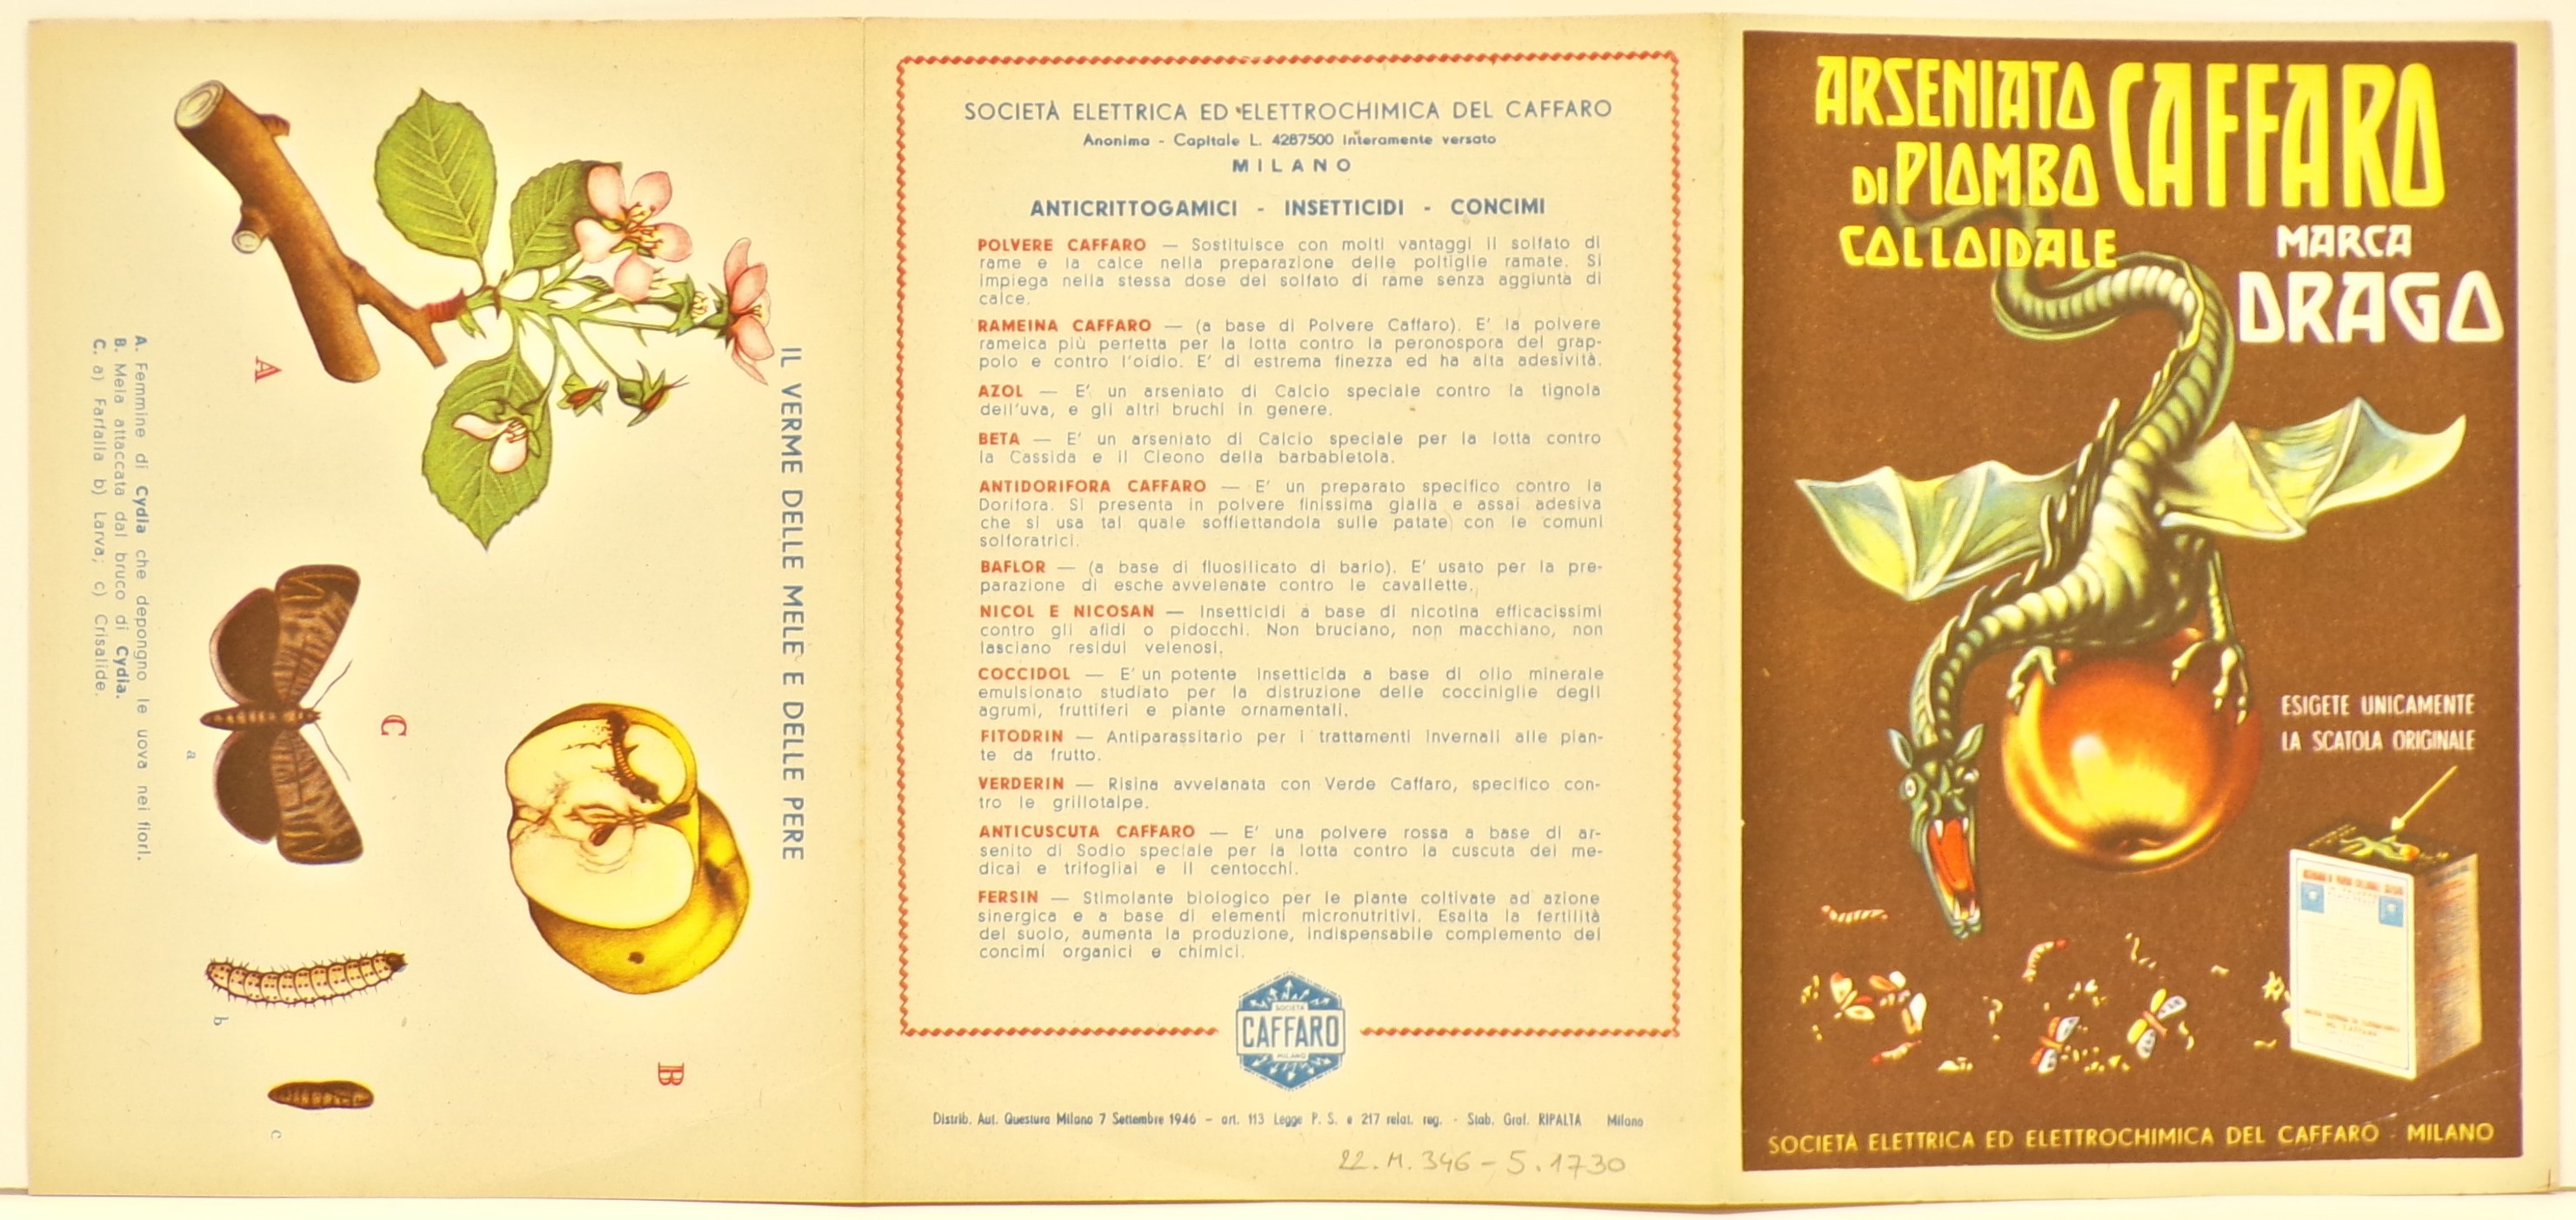 IL VERME DELLE MELE E DELLE PERE
A
B
C
a
b
c
A. Femmine di Cydia che depongno le uova nei fiori.
B. Mela attaccata dal bruco di Cydia.
C. a) Farfalla b) Larva; c) Crisalide.
SOCIETÀ ELETTRICA ED ELETTROCHIMICA DEL CAFFARO
Anonima - Capitale L. 4287500 interamente versato
MILANO
ANTICRITTOGAMICI - INSETTICIDI - CONCIMI
POLVERE CAFFARO — Sostituisce con molti vantaggi il solfato di
rame e la calce nella preparazione delle poltiglie ramate. Si
impiega nella stessa dose del solfato di rame senza aggiunta di
calce.
RAMEINA CAFFARO — (a base di Polvere Caffaro). E' la polvere
rameica più perfetta per la lotta contro la peronospora del grap-
polo e contro l'oidio. E' di estrema finezza ed ha alta adesività.
AZOL — E' un arseniato di Calcio speciale contro la tignola
dell'uva, e gli altri bruchi in genere.
BETA — E' un arseniato di Calcio speciale per la lotta contro
la Cassida e il Cleono della barbabietola.
ANTIDORIFORA CAFFARO — E' un preparato specifico contro la
Dorifora. Si presenta in polvere finissima gialla e assai adesiva
che si usa tal quale soffiettandola sulle patate con le comuni
solforatrici.
BAFLOR — (a base di fluosilicato di bario). E' usato per la pre-
parazione di esche avvelenate contro le cavallette.
NICOL E NICOSAN — Insetticidi a base di nicotina efficacissimi
contro gli afidi o pidocchi. Non bruciano, non macchiano, non
lasciano residui velenosi.
COCCIDOL — E' un potente insetticida a base di olio minerale
emulsionato studiato per la distruzione delle cocciniglie degli
agrumi, fruttiferi e piante ornamentali.
FITODRIN — Antiparassitario per i trattamenti invernali alle pian-
te da frutto.
VERDERIN — Risina avvelanata con Verde Caffaro, specifico con-
tro le grillotalpe.
ANTICUSCUTA CAFFARO — E' una polvere rossa a base di ar-
senito di Sodio speciale per la lotta contro la cuscuta dei me-
dicai e trifogliai e il centocchi.
FERSIN — Stimolante biologico per le piante coltivate ad azione
sinergica e a base di elementi micronutritivi. Esalta la fertilità
del suolo, aumenta la produzione, indispensabile complemento dei
concimi organici e chimici.
SOCIETÀ
CAFFARO
MILANO
Distrib. Aut. Questura Milano 7 Settembre 1946 - art. 113 Legge P. S. e 217 relat. reg. - Stab. Graf. RIPALTA Milano
22.M.346-5.1730
ARSENIATO
DI PIOMBO
COLLOIDALE
CAFFARO
MARCA
DRAGO
ESIGETE UNICAMENTE
LA SCATOLA ORIGINALE
SOCIETÀ ELETTRICA ED ELETTROCHIMICA DEL CAFFARO - MILANO